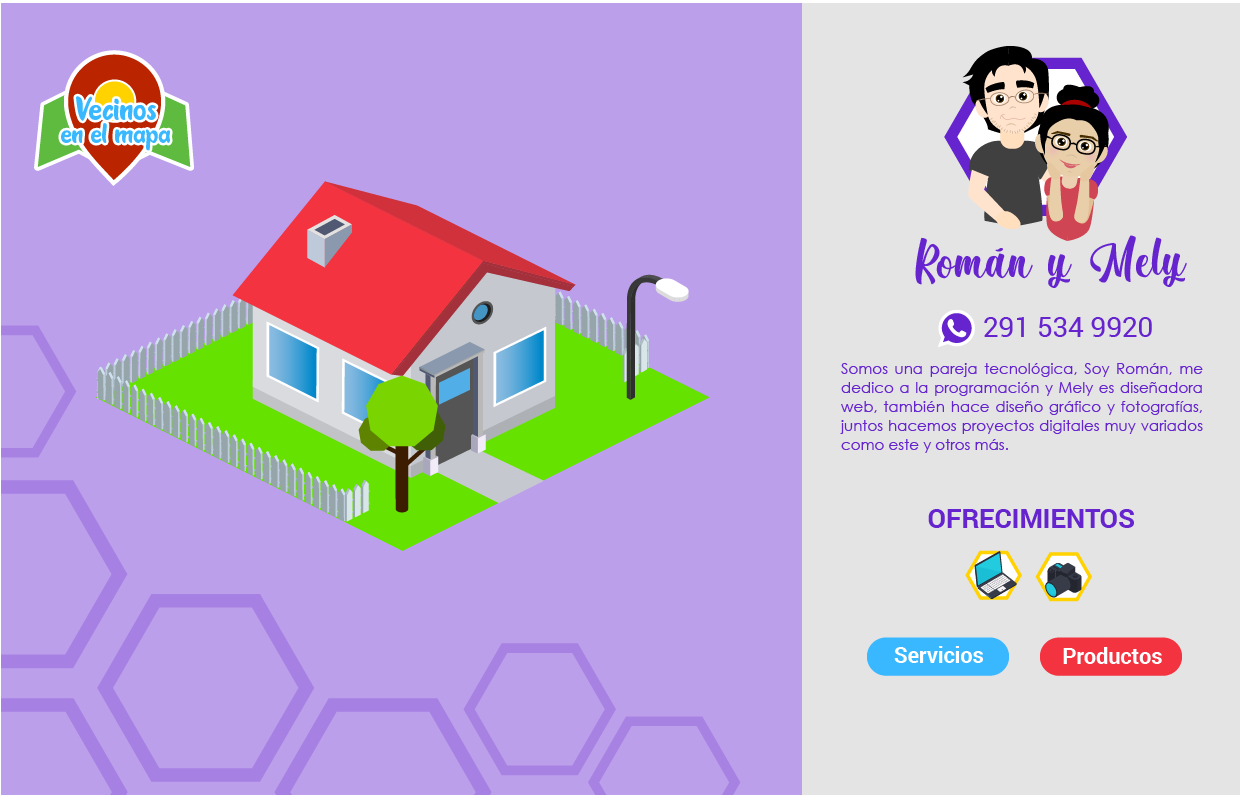 Vecinos
en el mapa
Román y Mely
291 534 9920
Somos una pareja tecnológica, Soy Román, me
dedico a la programación y Mely es diseñadora
web, también hace diseño gráfico y fotografías,
juntos hacemos proyectos digitales muy variados
como este y otros más.
OFRECIMIENTOS
Servicios
Productos